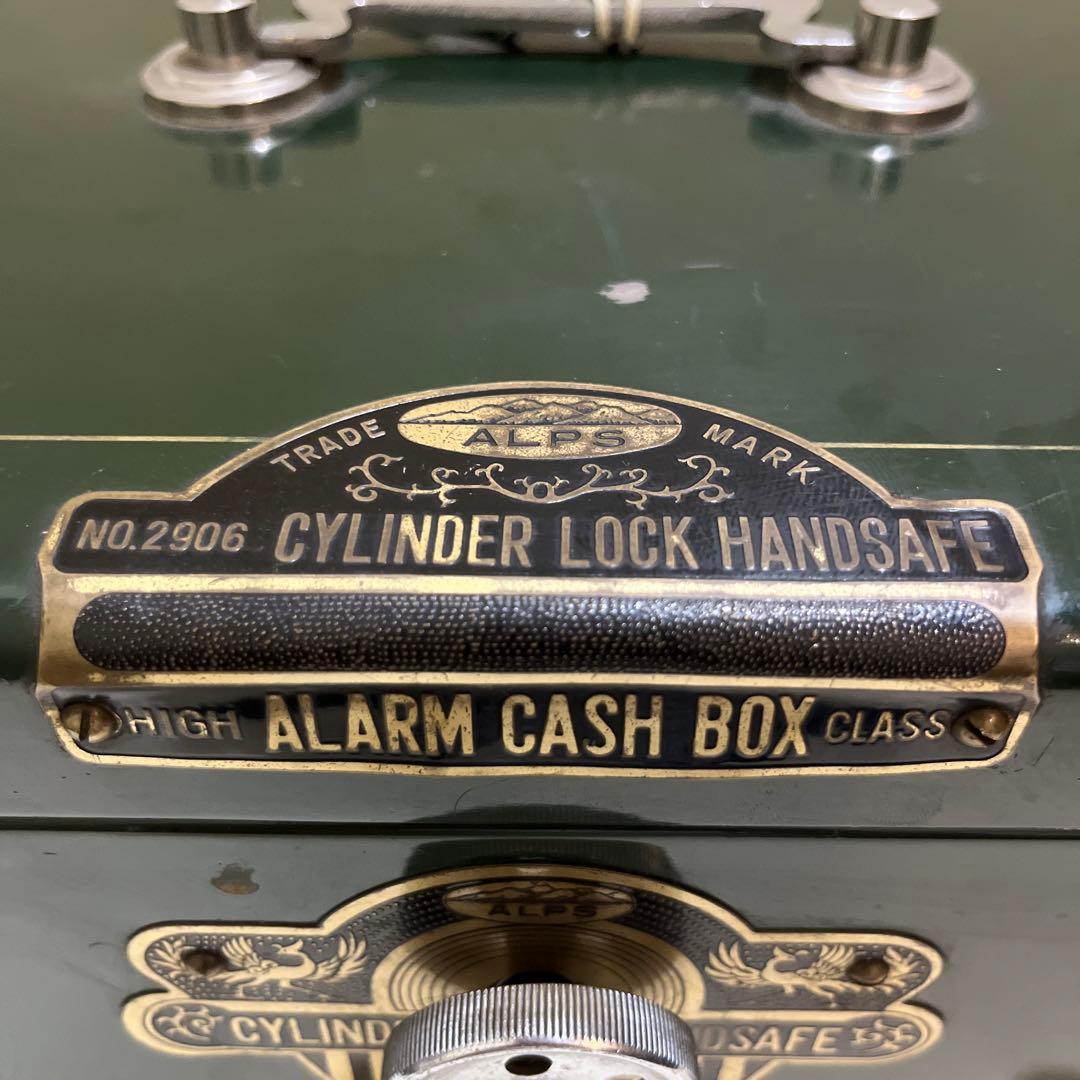 TRADE ALPS MARK
NO.2906 CYLINDER LOCK HANDSAFE
HIGH ALARM CASH BOX CLASS
ALPS